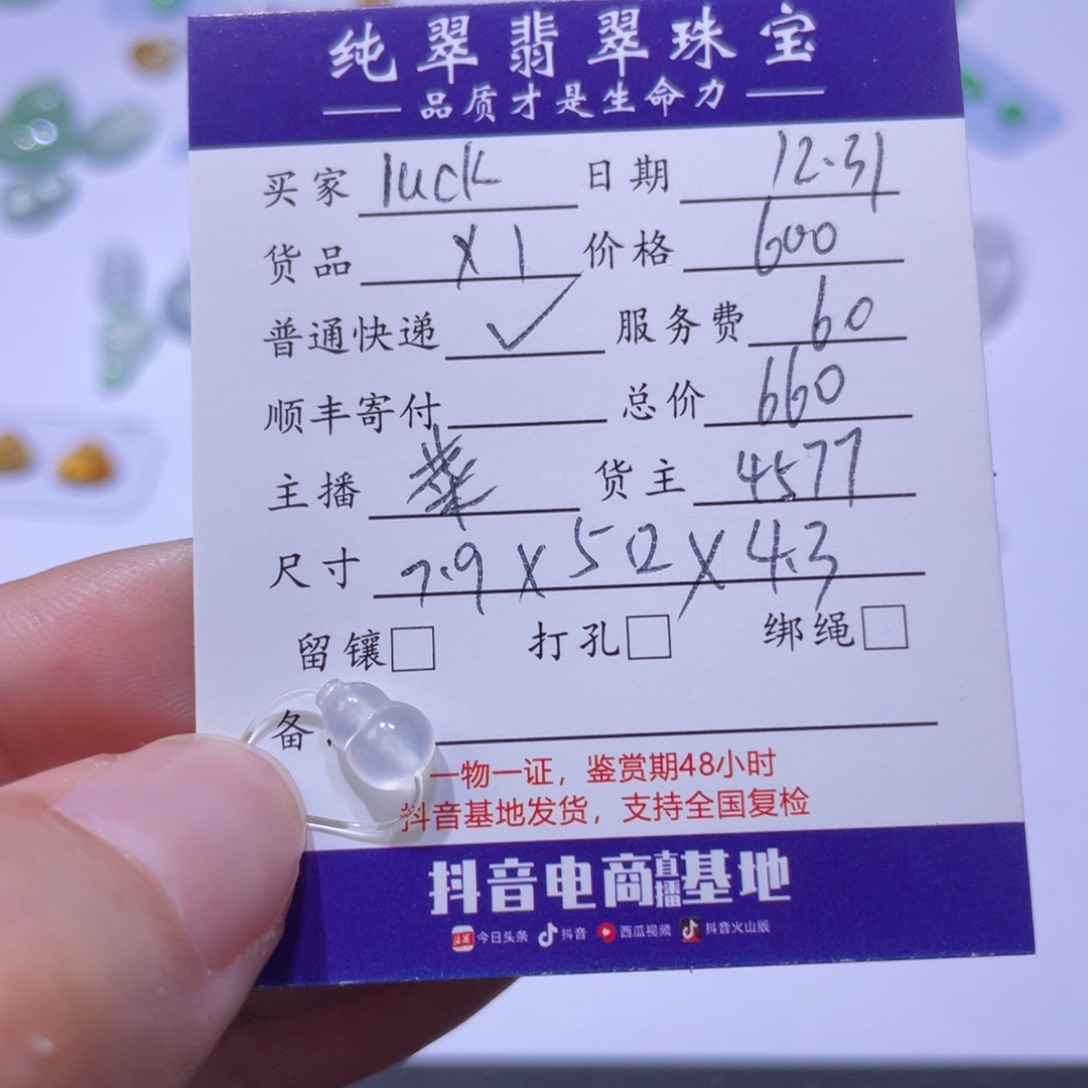 纯翠翡翠珠宝
品质才是生命力
买家 luck 日期 12.31
货品 X1 价格 600
普通快递 ✓ 服务费 60
顺丰寄付 总价 660
主播 货主 4577
尺寸 7.9X50X4.3
留镶□ 打孔□ 绑绳□
备
一物一证，鉴赏期48小时
抖音基地发货，支持全国复检
抖音电商直播基地
头条 今日头条 抖音 西瓜视频 抖音火山版